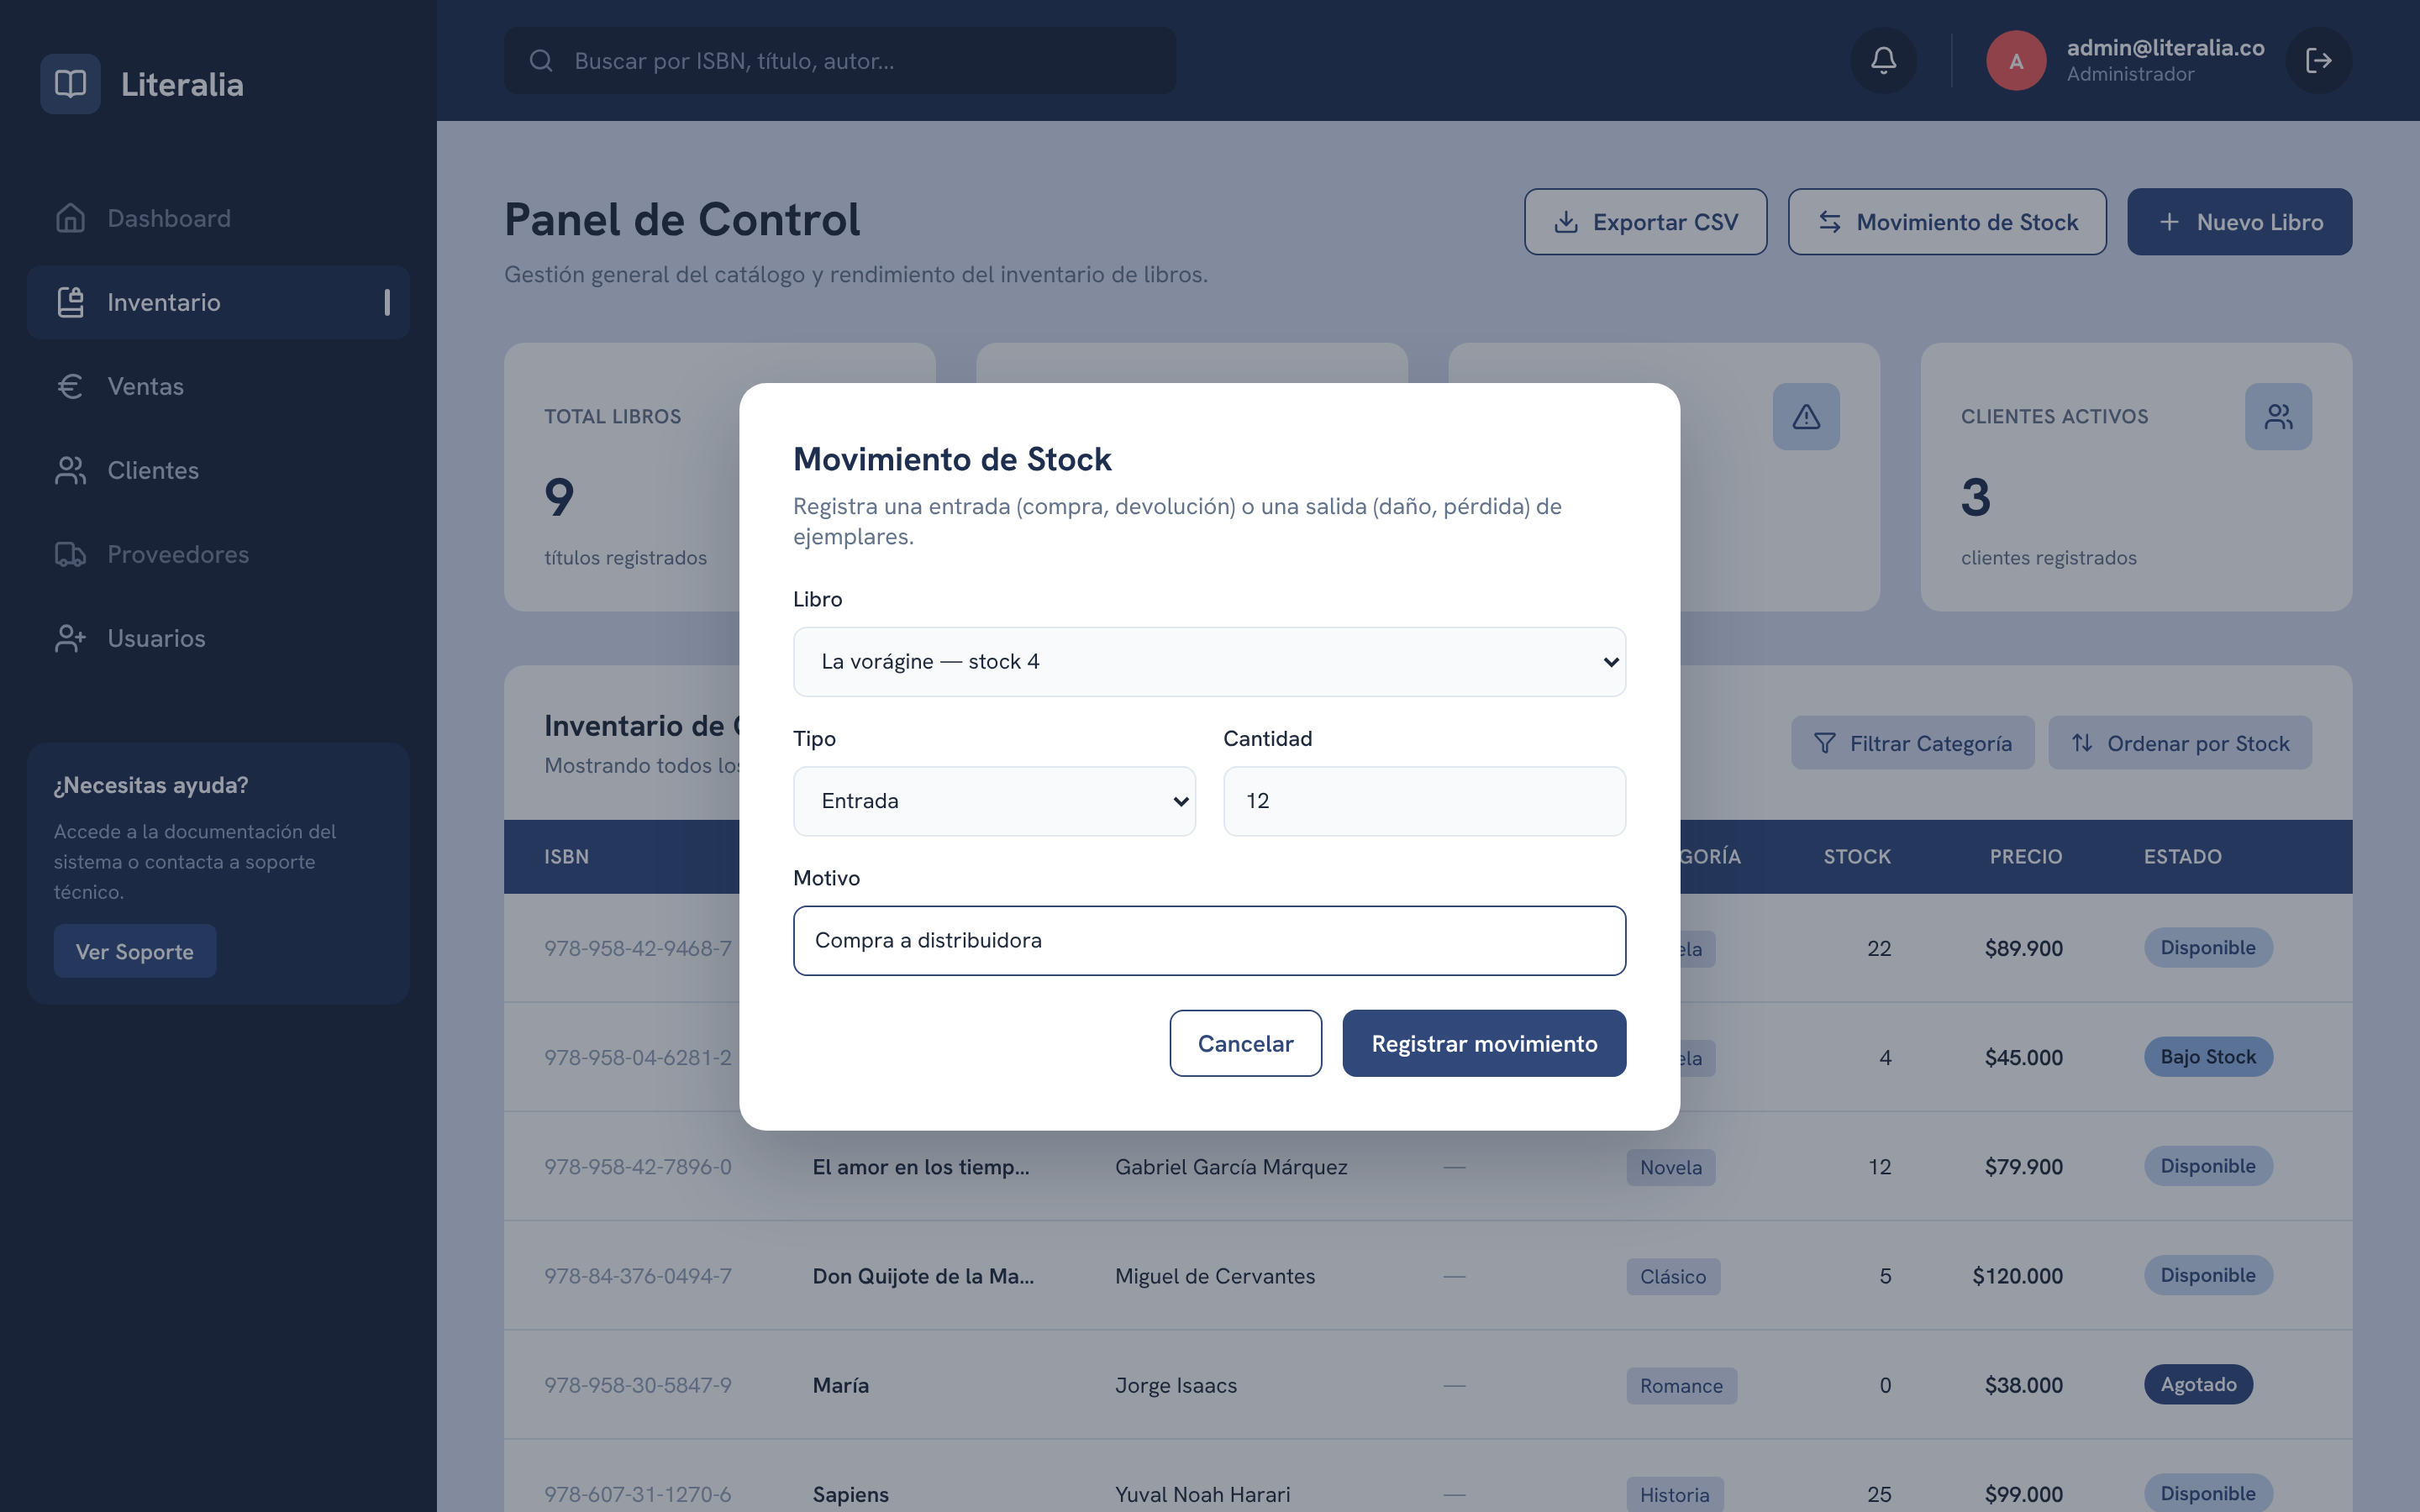 Literalia
Buscar por ISBN, título, autor...
A
admin@literalia.co
Administrador
Dashboard
Inventario
Ventas
Clientes
Proveedores
Usuarios
¿Necesitas ayuda?
Accede a la documentación del
sistema o contacta a soporte
técnico.
Ver Soporte
Panel de Control
Gestión general del catálogo y rendimiento del inventario de libros.
Exportar CSV
Movimiento de Stock
Nuevo Libro
TOTAL LIBROS
9
títulos registrados
CLIENTES ACTIVOS
3
clientes registrados
Movimiento de Stock
Registra una entrada (compra, devolución) o una salida (daño, pérdida) de
ejemplares.
Libro
La vorágine — stock 4
Tipo
Cantidad
Entrada
12
Motivo
Compra a distribuidora
Cancelar
Registrar movimiento
Inventario de
Mostrando todos
Filtrar Categoría
Ordenar por Stock
ISBN STOCK PRECIO ESTADO
978-958-42-9468-7 22 $89.900 Disponible
978-958-04-6281-2 4 $45.000 Bajo Stock
978-958-42-7896-0 El amor en los tiemp... Gabriel García Márquez — Novela 12 $79.900 Disponible
978-84-376-0494-7 Don Quijote de la Ma... Miguel de Cervantes — Clásico 5 $120.000 Disponible
978-958-30-5847-9 María Jorge Isaacs — Romance 0 $38.000 Agotado
978-607-31-1270-6 Sapiens Yuval Noah Harari — Historia 25 $99.000 Disponible